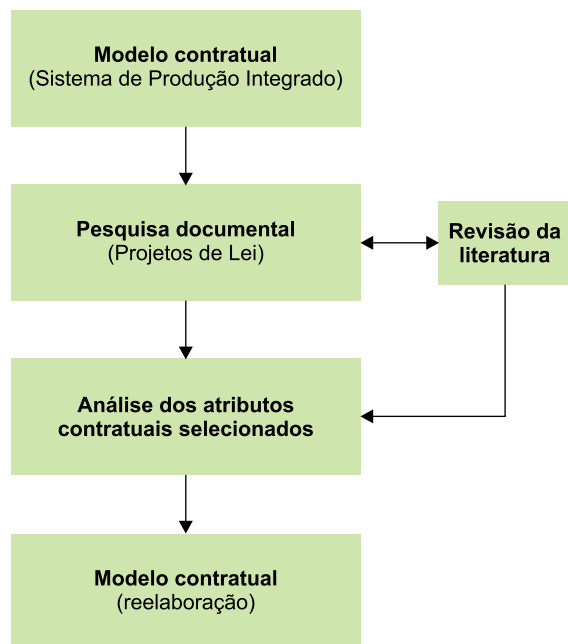 Modelo contratual
(Sistema de Produção Integrado)
Pesquisa documental
(Projetos de Lei)
Revisão da
literatura
Análise dos atributos
contratuais selecionados
Modelo contratual
(reelaboração)